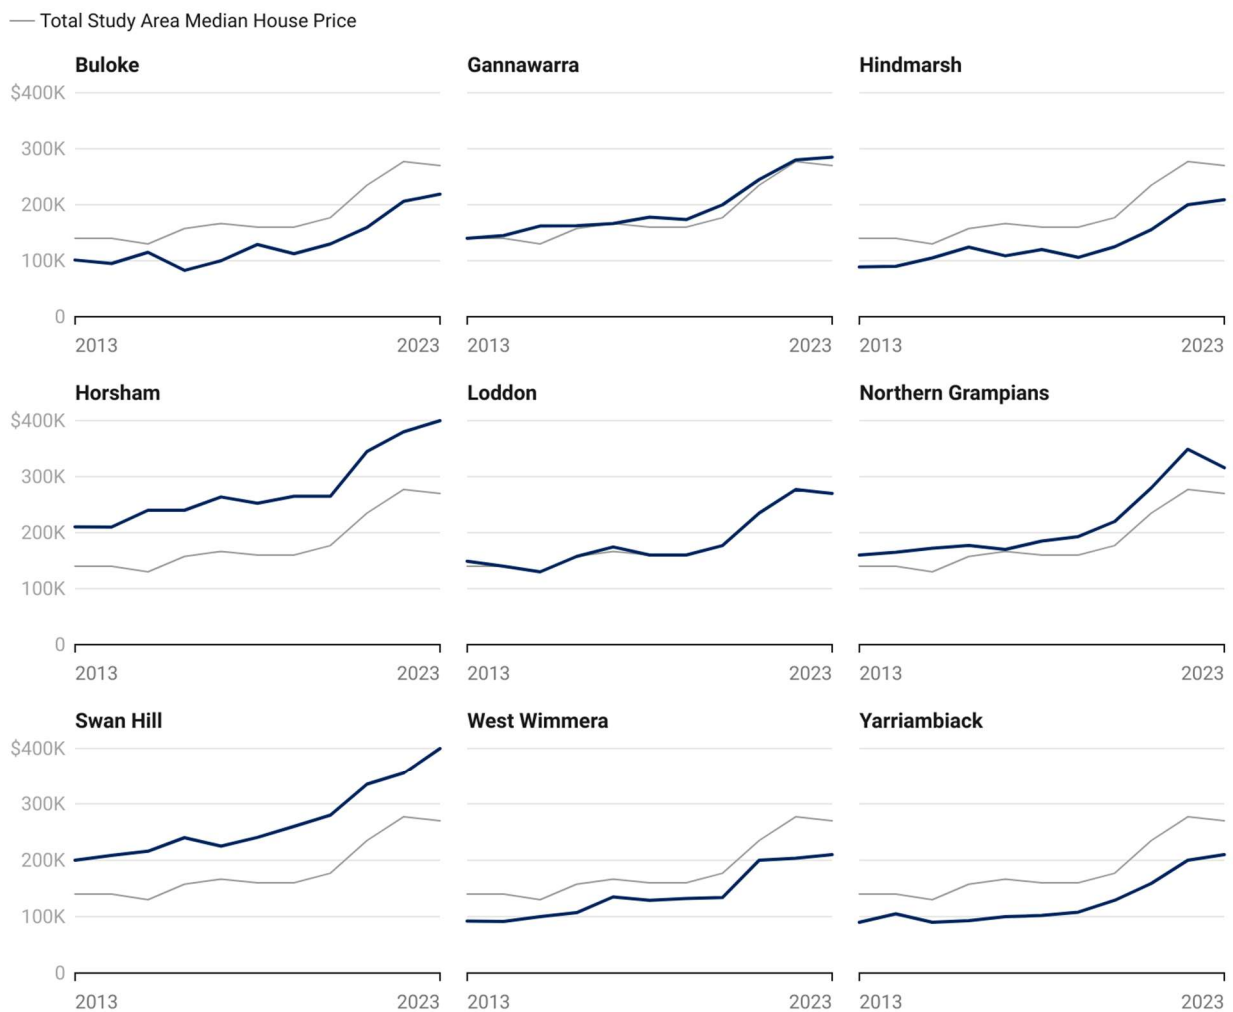 Total Study Area Median House Price
Buloke Gannawarra Hindmarsh
$400K
300K
200K
100K
0
2013 2023 2013 2023 2013 2023
Horsham Loddon Northern Grampians
$400K
300K
200K
100K
0
2013 2023 2013 2023 2013 2023
Swan Hill West Wimmera Yarriambiack
$400K
300K
200K
100K
0
2013 2023 2013 2023 2013 2023